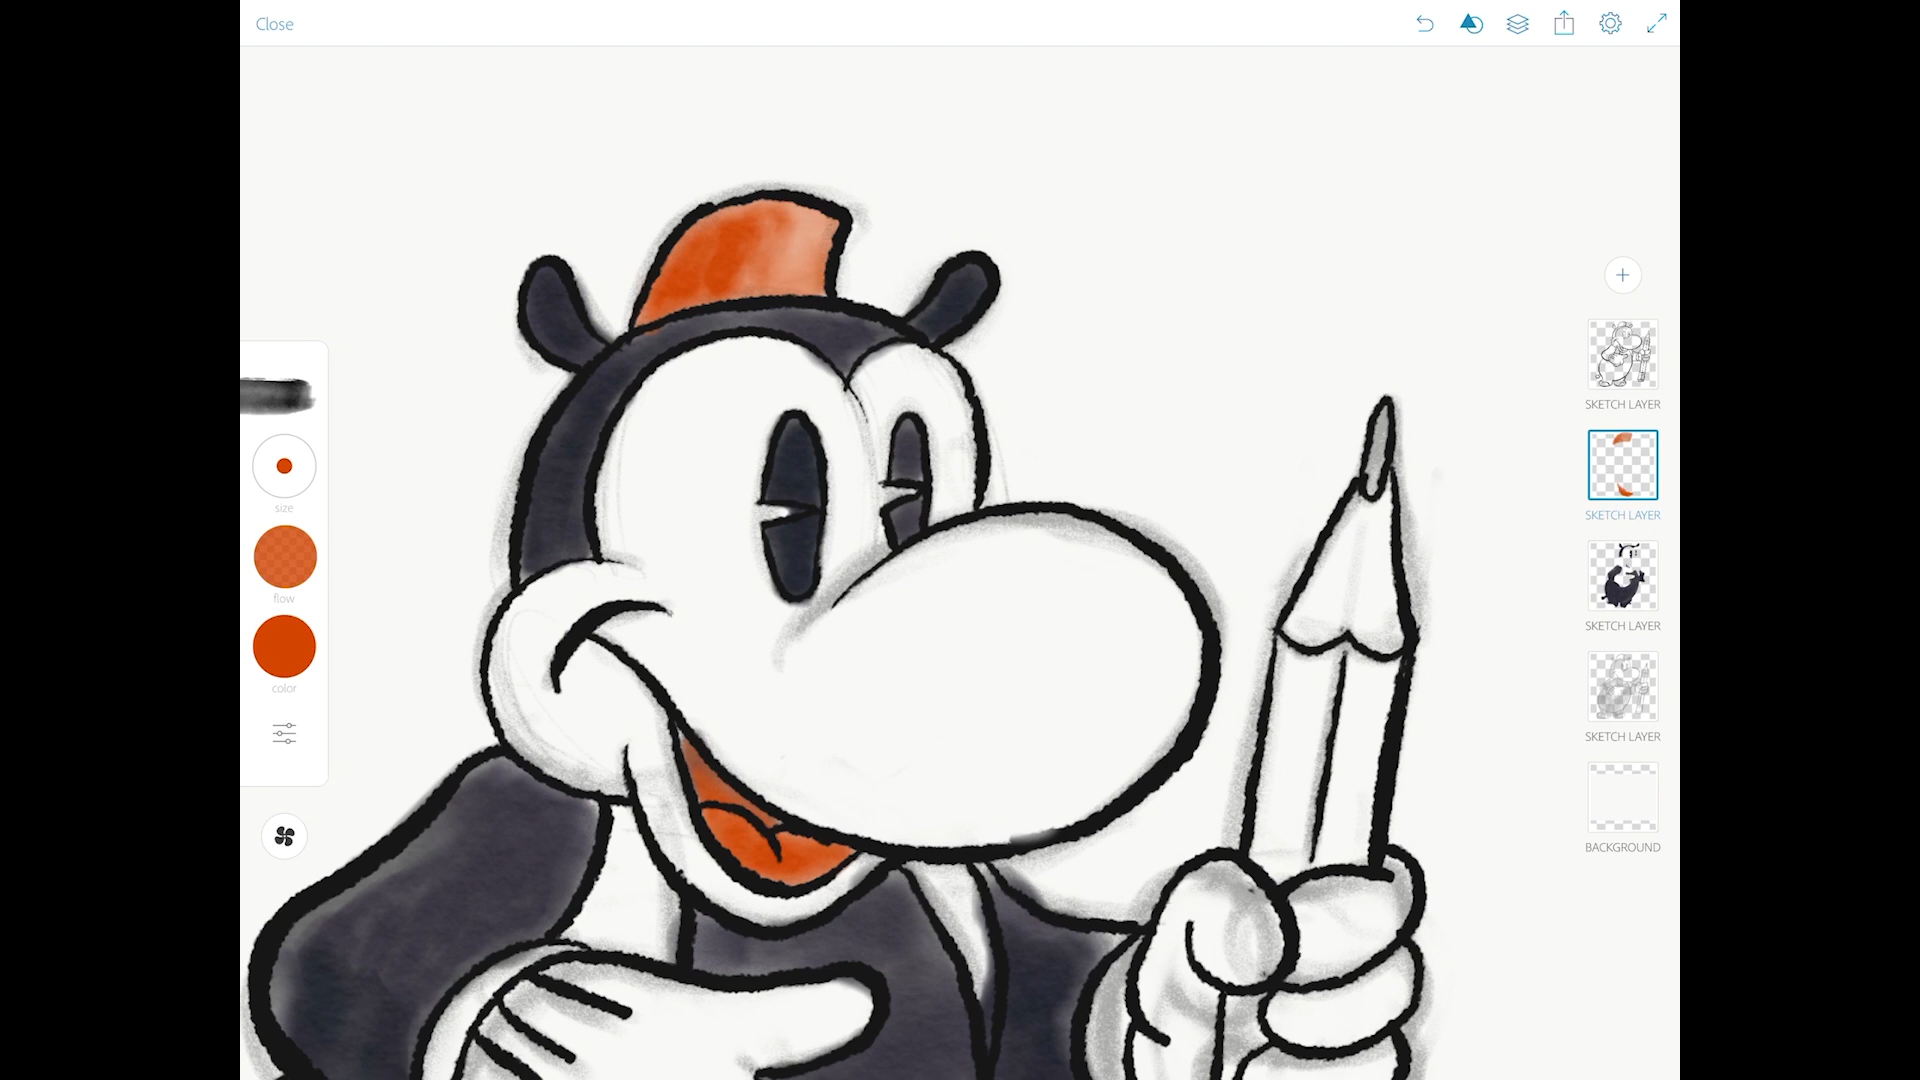 Close
size
flow
color
SKETCH LAYER
SKETCH LAYER
SKETCH LAYER
SKETCH LAYER
BACKGROUND